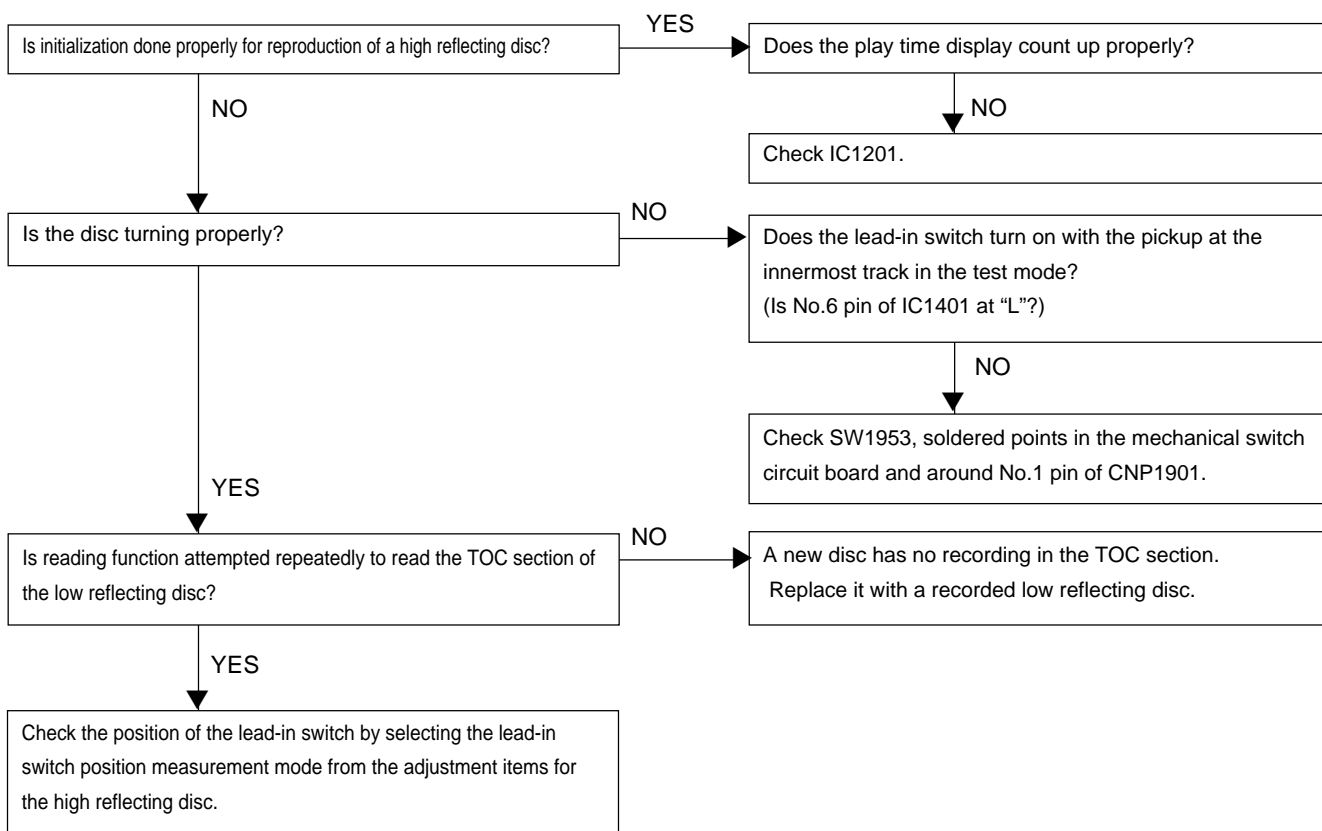 Is initialization done properly for reproduction of a high reflecting disc?
YES
Does the play time display count up properly?
NO
NO
Check IC1201.
Is the disc turning properly?
NO
Does the lead-in switch turn on with the pickup at the
innermost track in the test mode?
(Is No.6 pin of IC1401 at “L”?)
NO
Check SW1953, soldered points in the mechanical switch
circuit board and around No.1 pin of CNP1901.
YES
Is reading function attempted repeatedly to read the TOC section of
the low reflecting disc?
NO
A new disc has no recording in the TOC section.
Replace it with a recorded low reflecting disc.
YES
Check the position of the lead-in switch by selecting the lead-in
switch position measurement mode from the adjustment items for
the high reflecting disc.